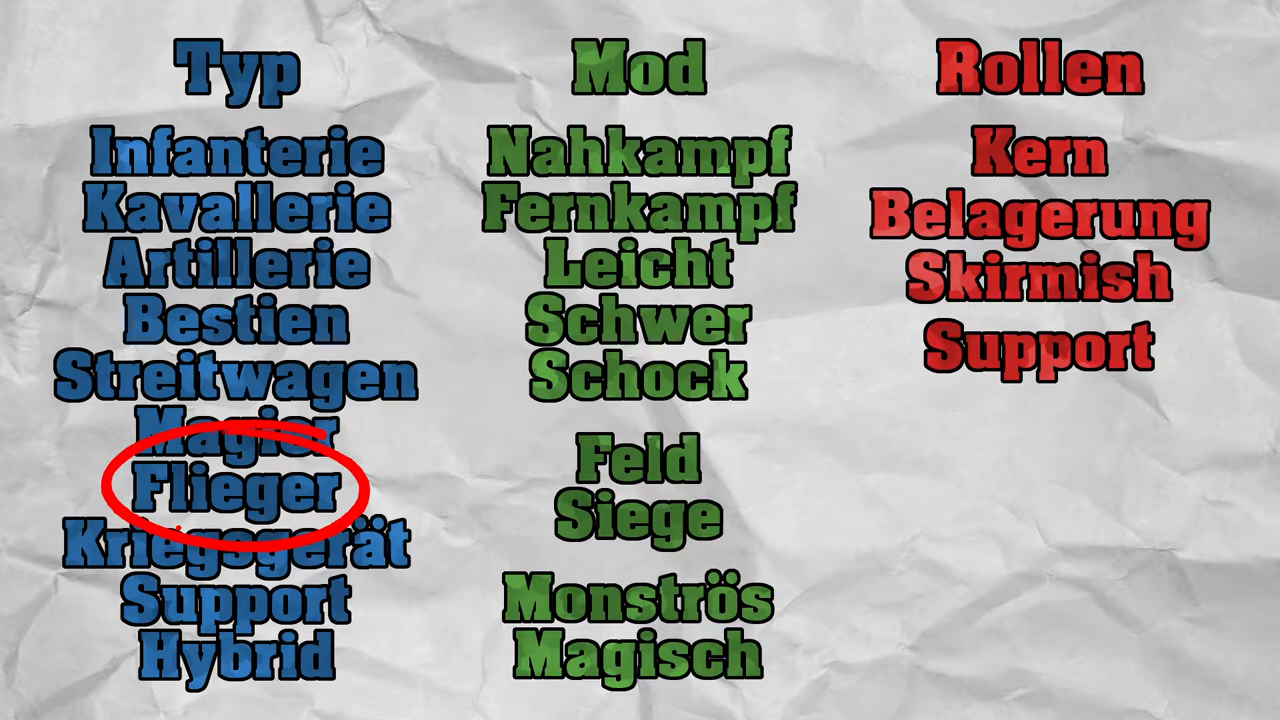 Typ
Infanterie
Kavallerie
Artillerie
Bestien
Streitwagen
Magier
Flieger
Kriegsgerät
Support
Hybrid
Mod
Nahkampf
Fernkampf
Leicht
Schwer
Schock
Feld
Siege
Monströs
Magisch
Rollen
Kern
Belagerung
Skirmish
Support